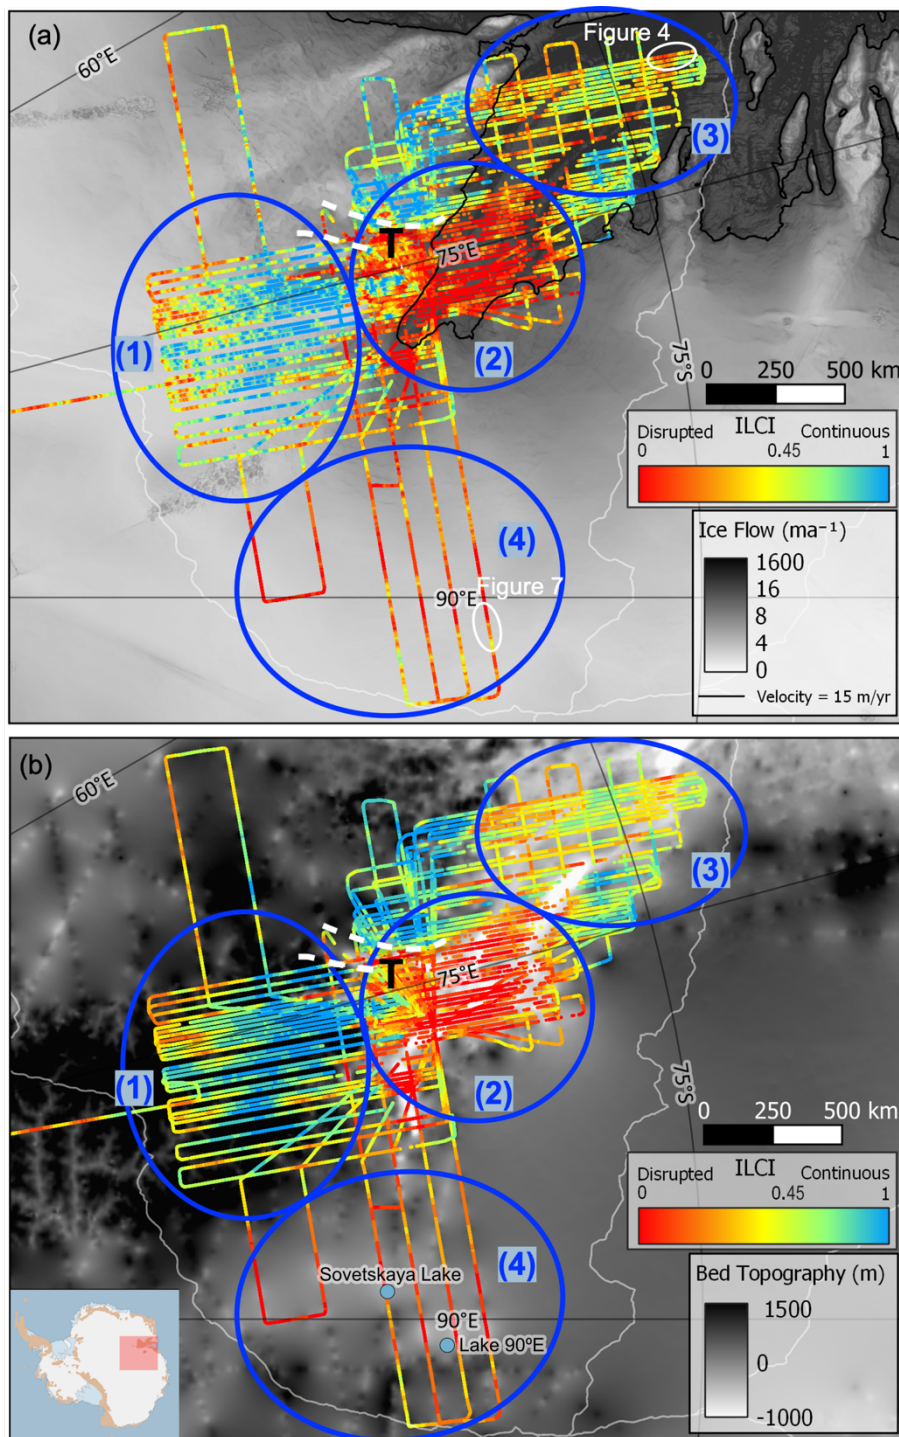 (a)
60°E
Figure 4
(3)
T
75°E
(1)
(2)
75°S
0 250 500 km
Disrupted ILCI Continuous
0 0.45 1
(4)
Ice Flow (ma⁻¹)
1600
16
8
4
0
Velocity = 15 m/yr
Figure 7
90°E
(b)
60°E
(3)
T
75°E
(1)
(2)
75°S
0 250 500 km
Disrupted ILCI Continuous
0 0.45 1
(4)
Sovetskaya Lake
90°E
Lake 90ºE
Bed Topography (m)
1500
0
-1000